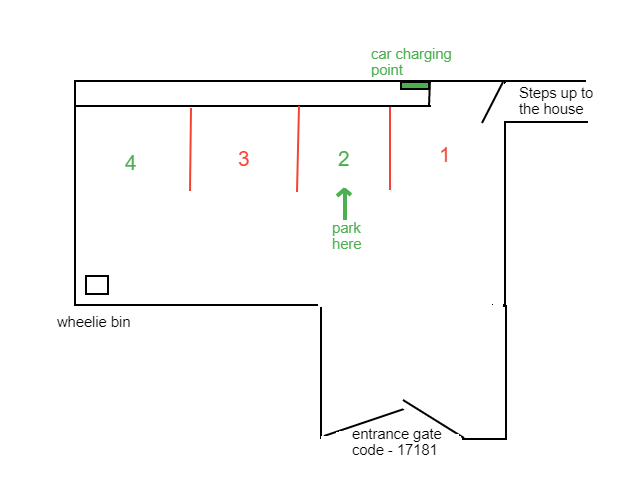 car charging
point
Steps up to
the house
4
3
2
1
park
here
wheelie bin
entrance gate
code - 17181